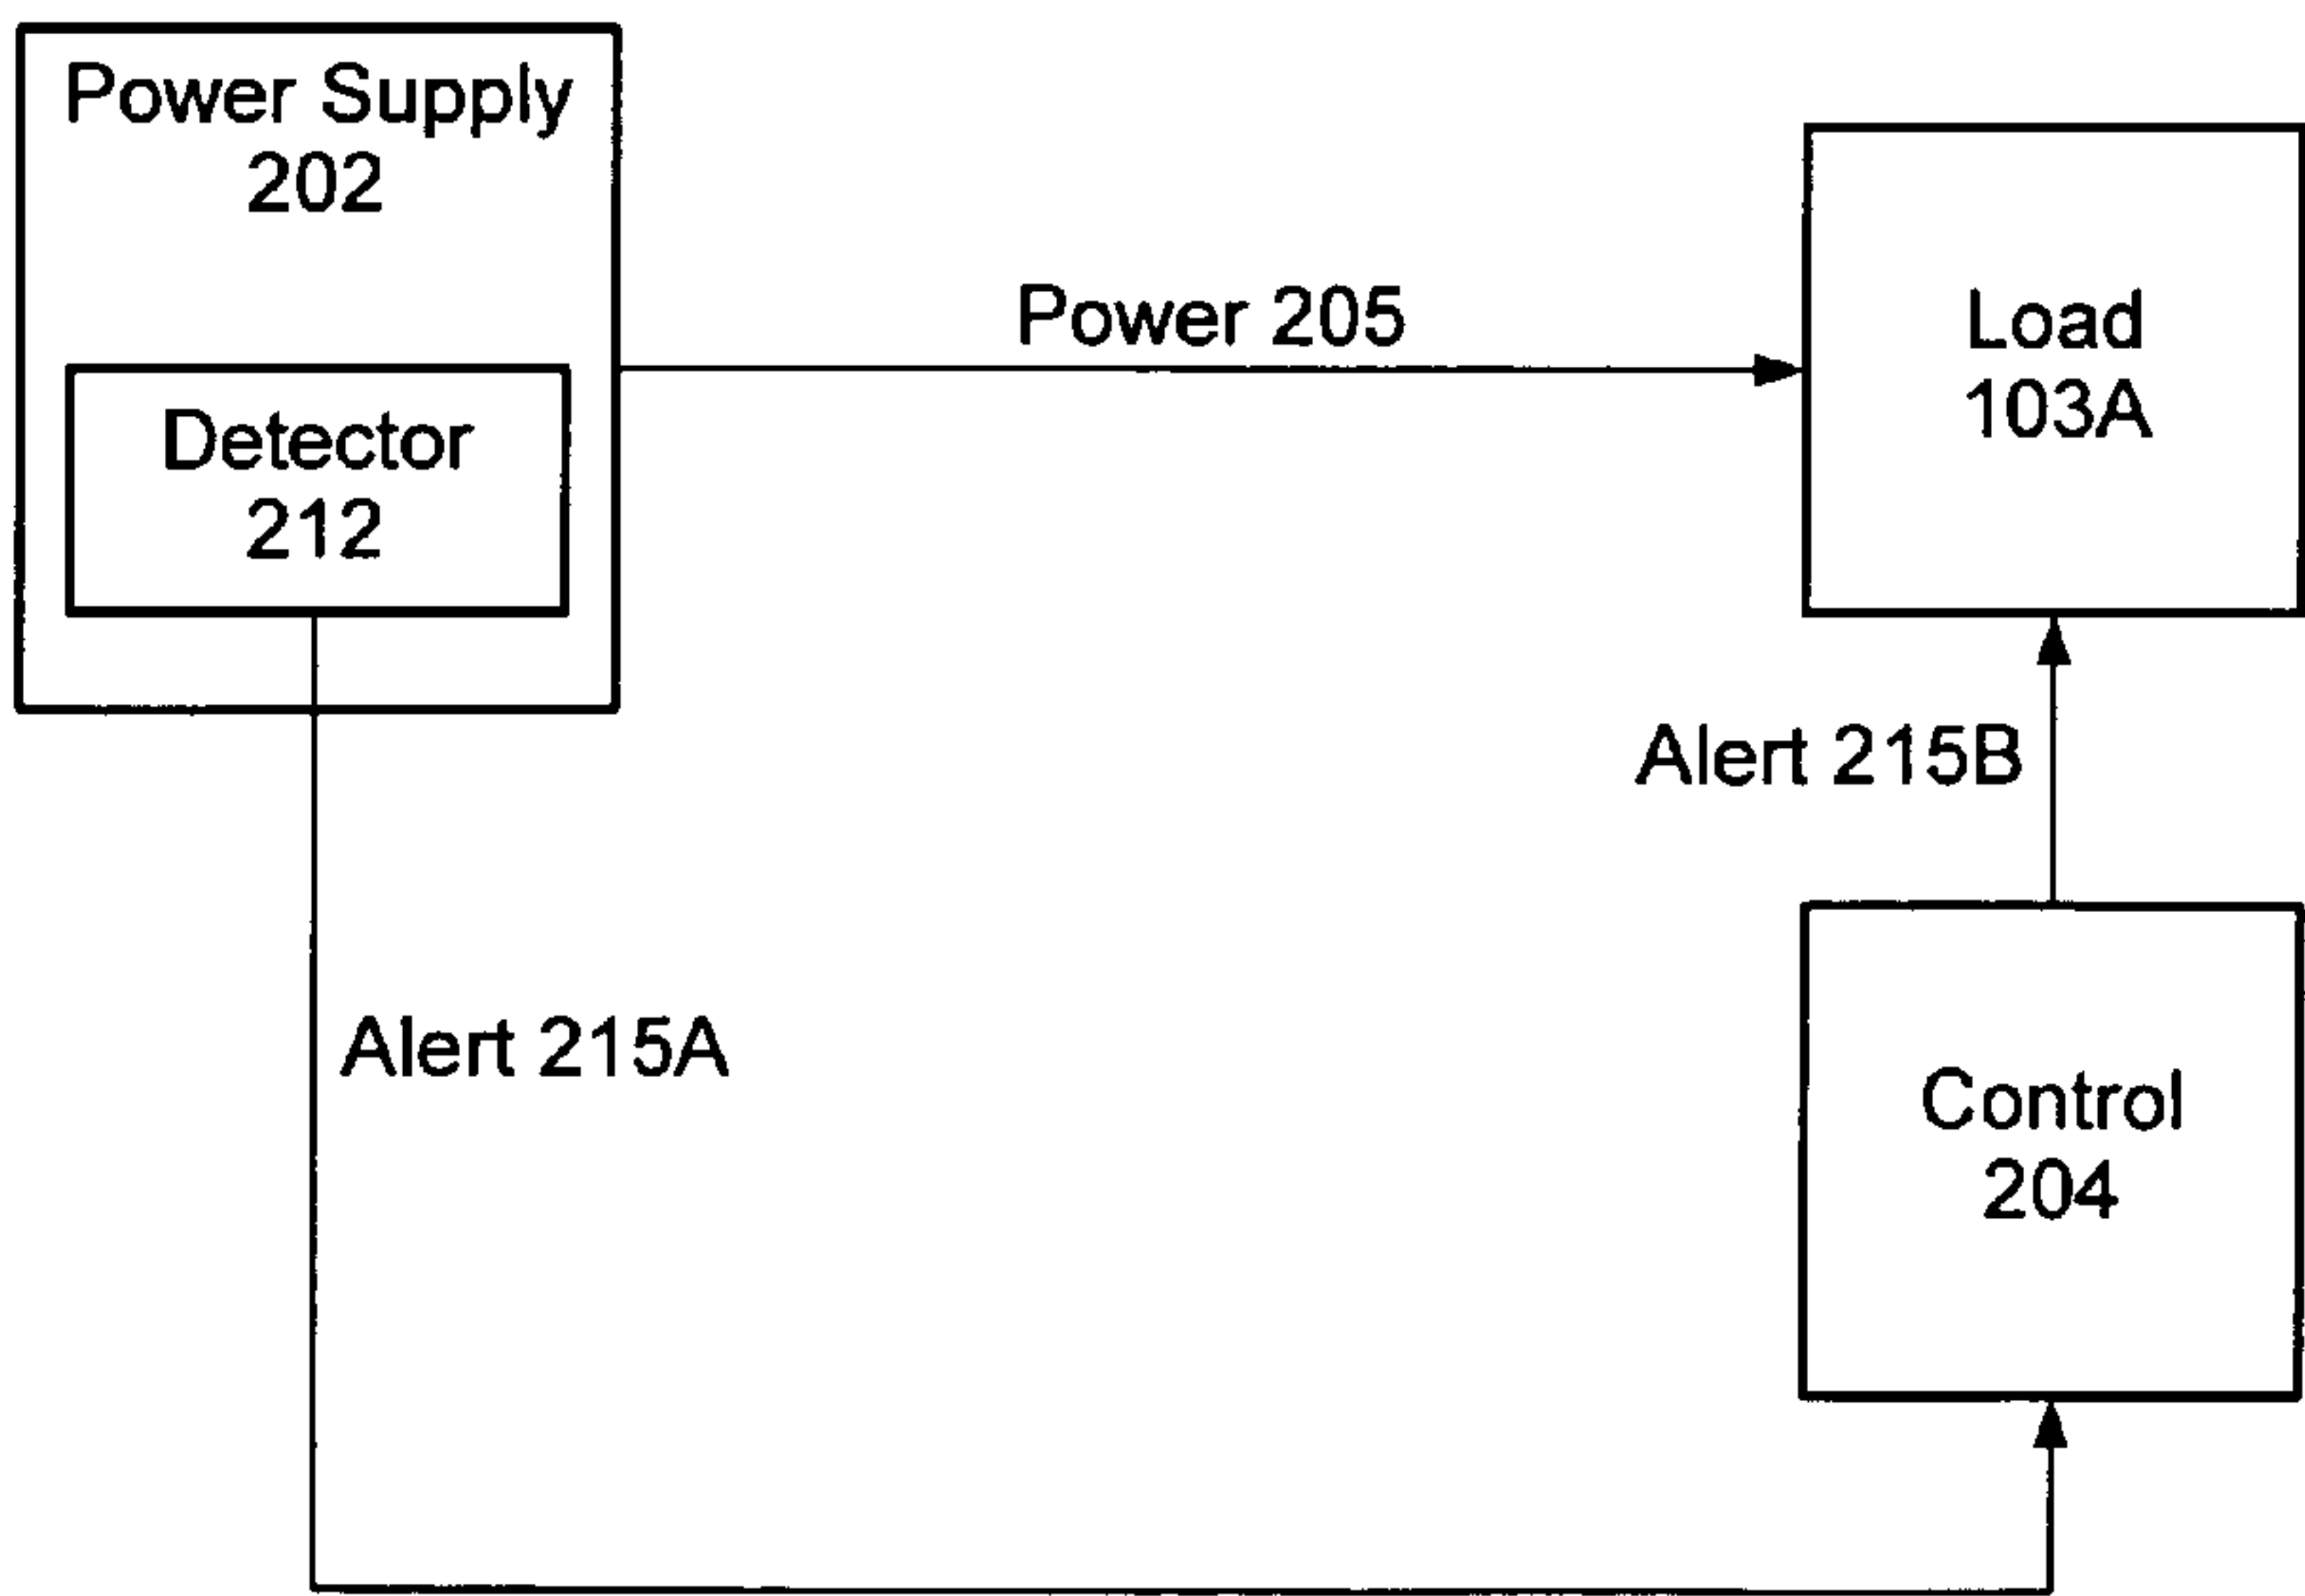 Power Supply
202
Detector
212
Power 205
Load
103A
Alert 215B
Alert 215A
Control
204